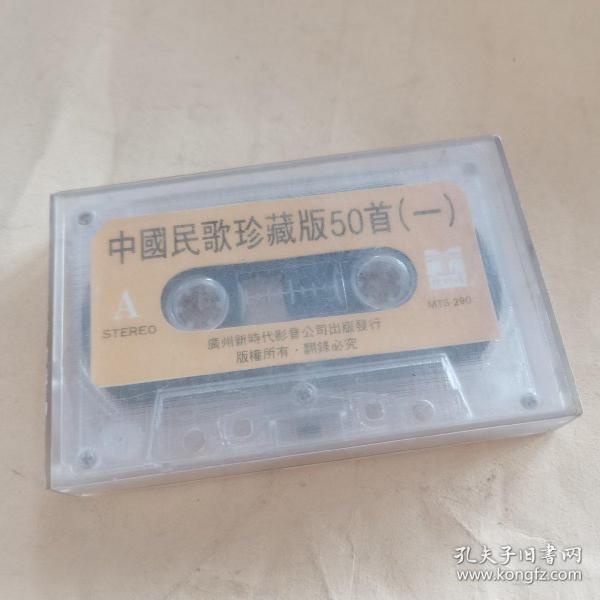 中國民歌珍藏版50首(一)
A
STEREO
MTS-290
廣州新時代影音公司出版發行
版權所有·翻錄必究
孔夫子旧書网
www.kongfz.com